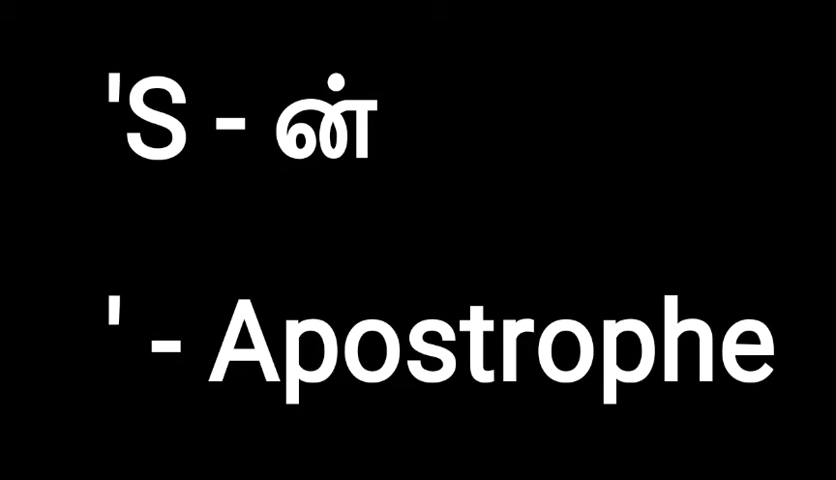 'S - ன்
' - Apostrophe